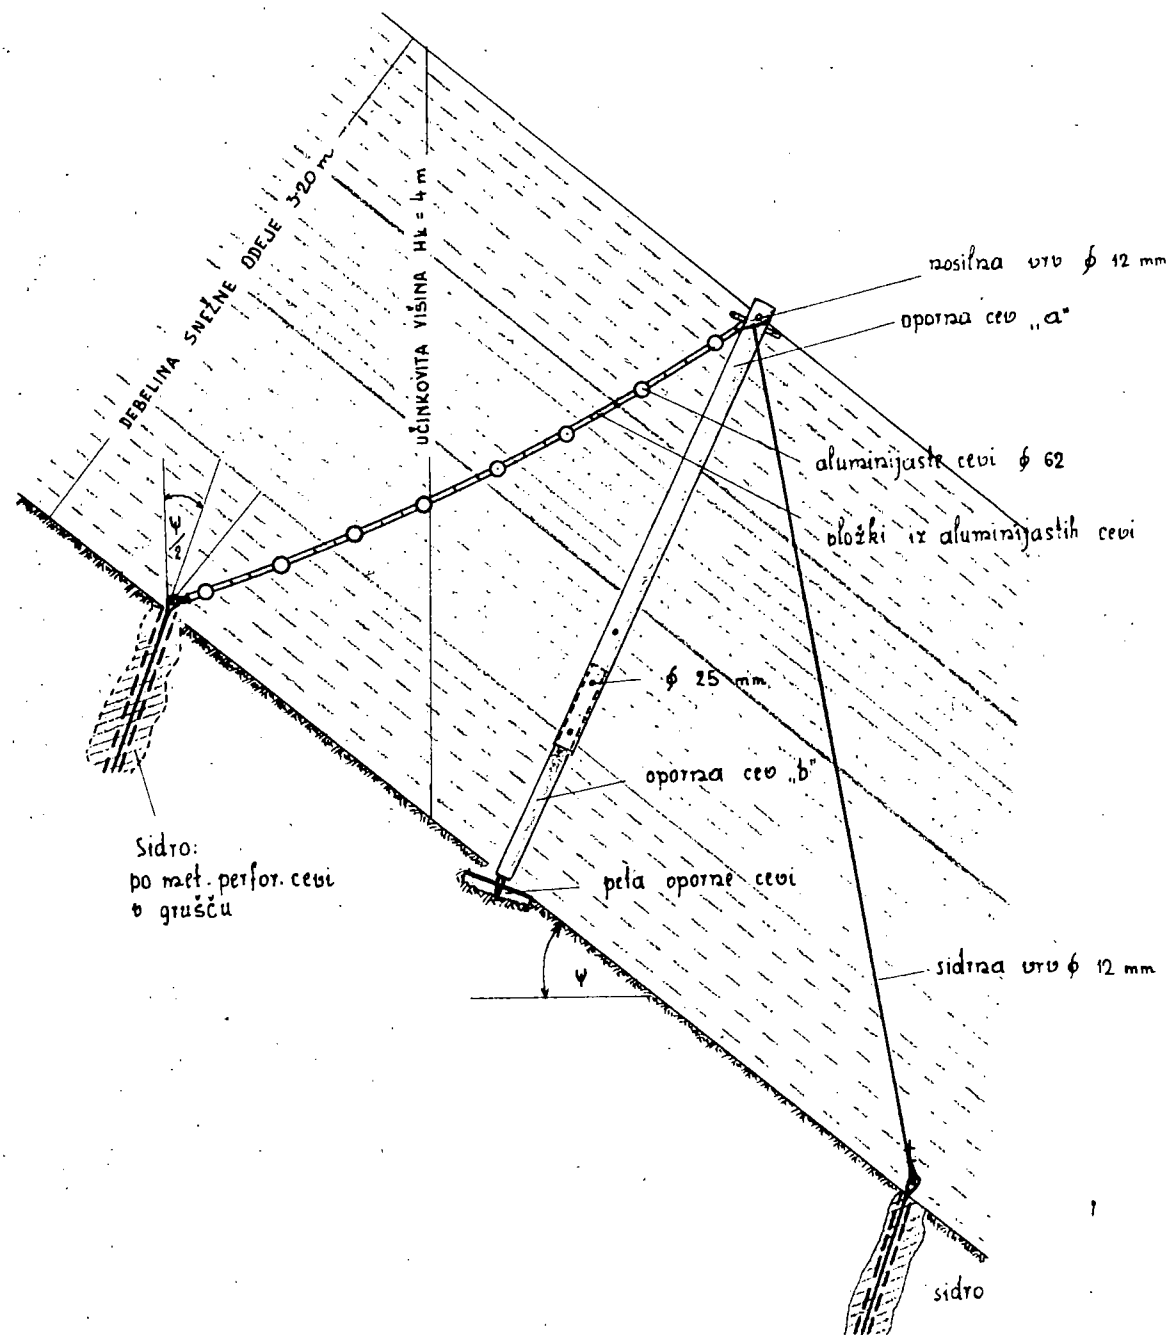 DEBELINA SNEŽNE ODEJE 3·20 m
UČINKOVITA VIŠINA Hk = 4 m
nosilna vrv ϕ 12 mm
oporna cev „a"
aluminijaste cevi ϕ 62
vložki iz aluminijastih cevi
ψ/2
ϕ 25 mm
oporna cev „b"
Sidro:
po met. perfor. cevi
v grušču
peta oporne cevi
ψ
sidrna vrv ϕ 12 mm
sidro